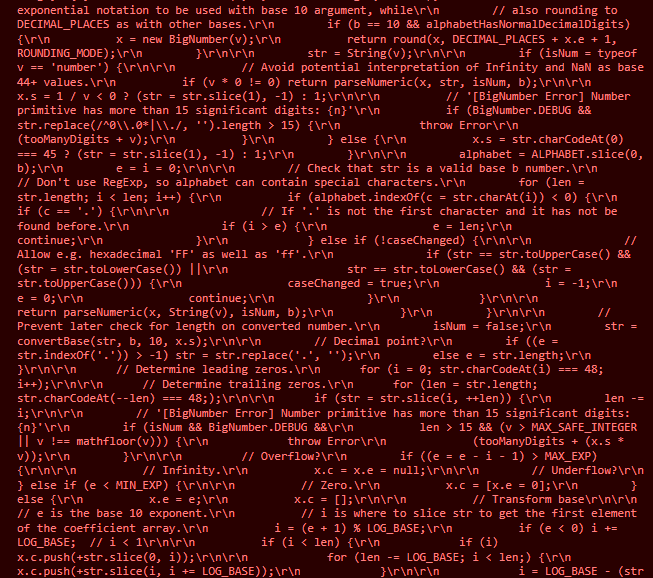 exponential notation to be used with base 10 argument, while\r\n        // also rounding to
DECIMAL_PLACES as with other bases.\r\n        if (b == 10 && alphabetHasNormalDecimalDigits)
{\r\n          x = new BigNumber(v);\r\n          return round(x, DECIMAL_PLACES + x.e + 1,
ROUNDING_MODE);\r\n        }\r\n\r\n        str = String(v);\r\n\r\n        if (isNum = typeof
v == 'number') {\r\n\r\n          // Avoid potential interpretation of Infinity and NaN as base
44+ values.\r\n          if (v * 0 != 0) return parseNumeric(x, str, isNum, b);\r\n\r\n
x.s = 1 / v < 0 ? (str = str.slice(1), -1) : 1;\r\n\r\n          // '[BigNumber Error] Number
primitive has more than 15 significant digits: {n}'\r\n          if (BigNumber.DEBUG &&
str.replace(/^0\\.0*|\\./, '').length > 15) {\r\n            throw Error\r\n
(tooManyDigits + v);\r\n          }\r\n        } else {\r\n          x.s = str.charCodeAt(0)
=== 45 ? (str = str.slice(1), -1) : 1;\r\n        }\r\n\r\n        alphabet = ALPHABET.slice(0,
b);\r\n        e = i = 0;\r\n\r\n        // Check that str is a valid base b number.\r\n
// Don't use RegExp, so alphabet can contain special characters.\r\n        for (len =
str.length; i < len; i++) {\r\n          if (alphabet.indexOf(c = str.charAt(i)) < 0) {\r\n
if (c == '.') {\r\n\r\n              // If '.' is not the first character and it has not be
found before.\r\n              if (i > e) {\r\n                e = len;\r\n
continue;\r\n              }\r\n            } else if (!caseChanged) {\r\n\r\n              //
Allow e.g. hexadecimal 'FF' as well as 'ff'.\r\n              if (str == str.toUpperCase() &&
(str = str.toLowerCase()) ||\r\n                  str == str.toLowerCase() && (str =
str.toUpperCase())) {\r\n                caseChanged = true;\r\n                i = -1;\r\n
e = 0;\r\n                continue;\r\n              }\r\n            }\r\n\r\n
return parseNumeric(x, String(v), isNum, b);\r\n          }\r\n        }\r\n\r\n        //
Prevent later check for length on converted number.\r\n        isNum = false;\r\n        str =
convertBase(str, b, 10, x.s);\r\n\r\n        // Decimal point?\r\n        if ((e =
str.indexOf('.')) > -1) str = str.replace('.', '');\r\n        else e = str.length;\r\n
}\r\n\r\n      // Determine leading zeros.\r\n      for (i = 0; str.charCodeAt(i) === 48;
i++);\r\n\r\n      // Determine trailing zeros.\r\n      for (len = str.length;
str.charCodeAt(--len) === 48;);\r\n\r\n      if (str = str.slice(i, ++len)) {\r\n        len -=
i;\r\n\r\n        // '[BigNumber Error] Number primitive has more than 15 significant digits:
{n}'\r\n        if (isNum && BigNumber.DEBUG &&\r\n          len > 15 && (v > MAX_SAFE_INTEGER
|| v !== mathfloor(v))) {\r\n            throw Error\r\n             (tooManyDigits + (x.s *
v));\r\n        }\r\n\r\n         // Overflow?\r\n        if ((e = e - i - 1) > MAX_EXP)
{\r\n\r\n          // Infinity.\r\n          x.c = x.e = null;\r\n\r\n        // Underflow?\r\n
} else if (e < MIN_EXP) {\r\n\r\n          // Zero.\r\n          x.c = [x.e = 0];\r\n        }
else {\r\n          x.e = e;\r\n          x.c = [];\r\n\r\n          // Transform base\r\n\r\n
// e is the base 10 exponent.\r\n          // i is where to slice str to get the first element
of the coefficient array.\r\n          i = (e + 1) % LOG_BASE;\r\n          if (e < 0) i +=
LOG_BASE;  // i < 1\r\n\r\n          if (i < len) {\r\n            if (i)
x.c.push(+str.slice(0, i));\r\n\r\n            for (len -= LOG_BASE; i < len;) {\r\n
x.c.push(+str.slice(i, i += LOG_BASE));\r\n            }\r\n\r\n            i = LOG_BASE - (str